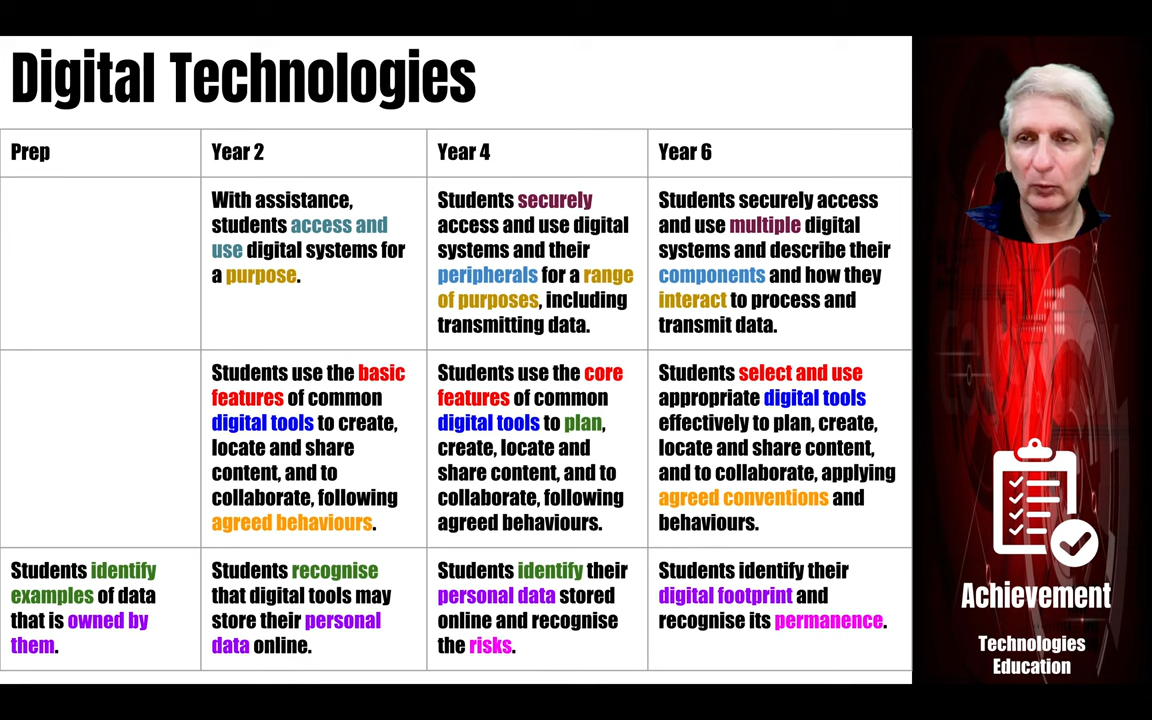 Digital Technologies
Prep
Year 2
Year 4
Year 6
With assistance,
students access and
use digital systems for
a purpose.
Students securely
access and use digital
systems and their
peripherals for a range
of purposes, including
transmitting data.
Students securely access
and use multiple digital
systems and describe their
components and how they
interact to process and
transmit data.
Students use the basic
features of common
digital tools to create,
locate and share
content, and to
collaborate, following
agreed behaviours.
Students use the core
features of common
digital tools to plan,
create, locate and
share content, and to
collaborate, following
agreed behaviours.
Students select and use
appropriate digital tools
effectively to plan, create,
locate and share content,
and to collaborate, applying
agreed conventions and
behaviours.
Students identify
examples of data
that is owned by
them.
Students recognise
that digital tools may
store their personal
data online.
Students identify their
personal data stored
online and recognise
the risks.
Students identify their
digital footprint and
recognise its permanence.
Achievement
Technologies
Education